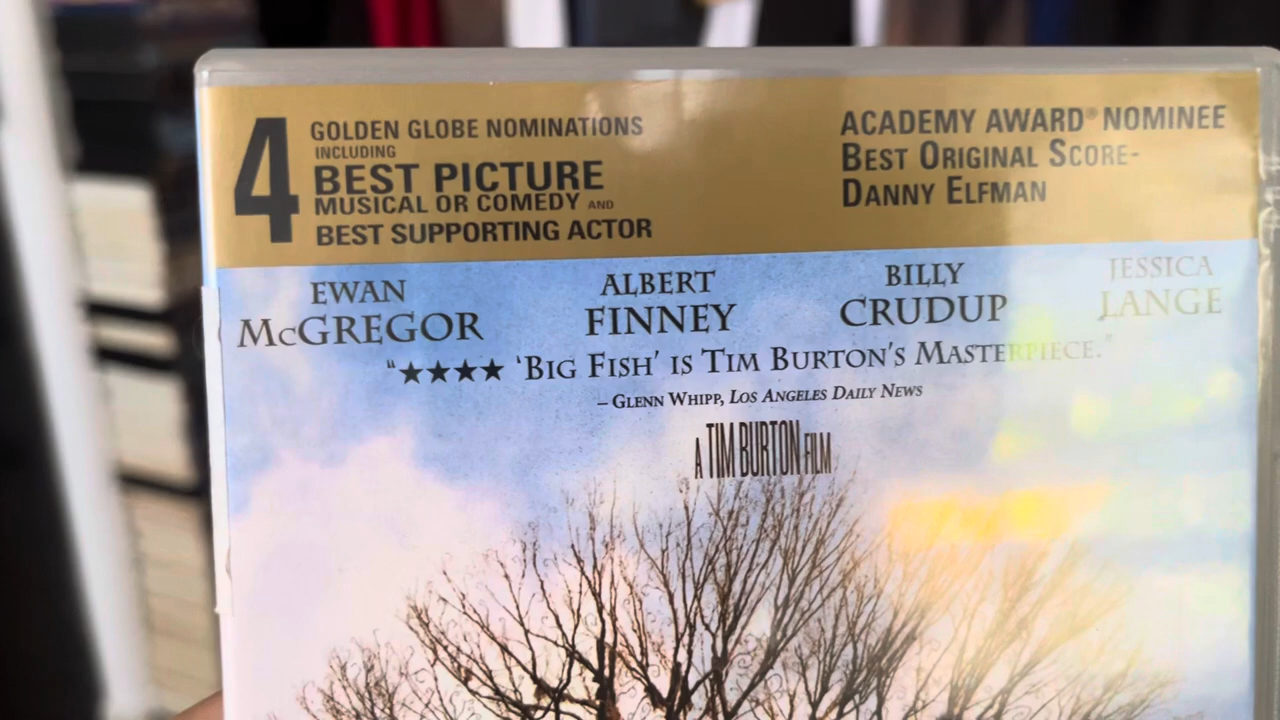 4
GOLDEN GLOBE NOMINATIONS
INCLUDING
BEST PICTURE
MUSICAL OR COMEDY AND
BEST SUPPORTING ACTOR
ACADEMY AWARD® NOMINEE
BEST ORIGINAL SCORE-
DANNY ELFMAN
EWAN
McGREGOR
ALBERT
FINNEY
BILLY
CRUDUP
JESSICA
LANGE
"★★★★ 'BIG FISH' IS TIM BURTON'S MASTERPIECE."
– GLENN WHIPP, LOS ANGELES DAILY NEWS
A TIM BURTON FILM